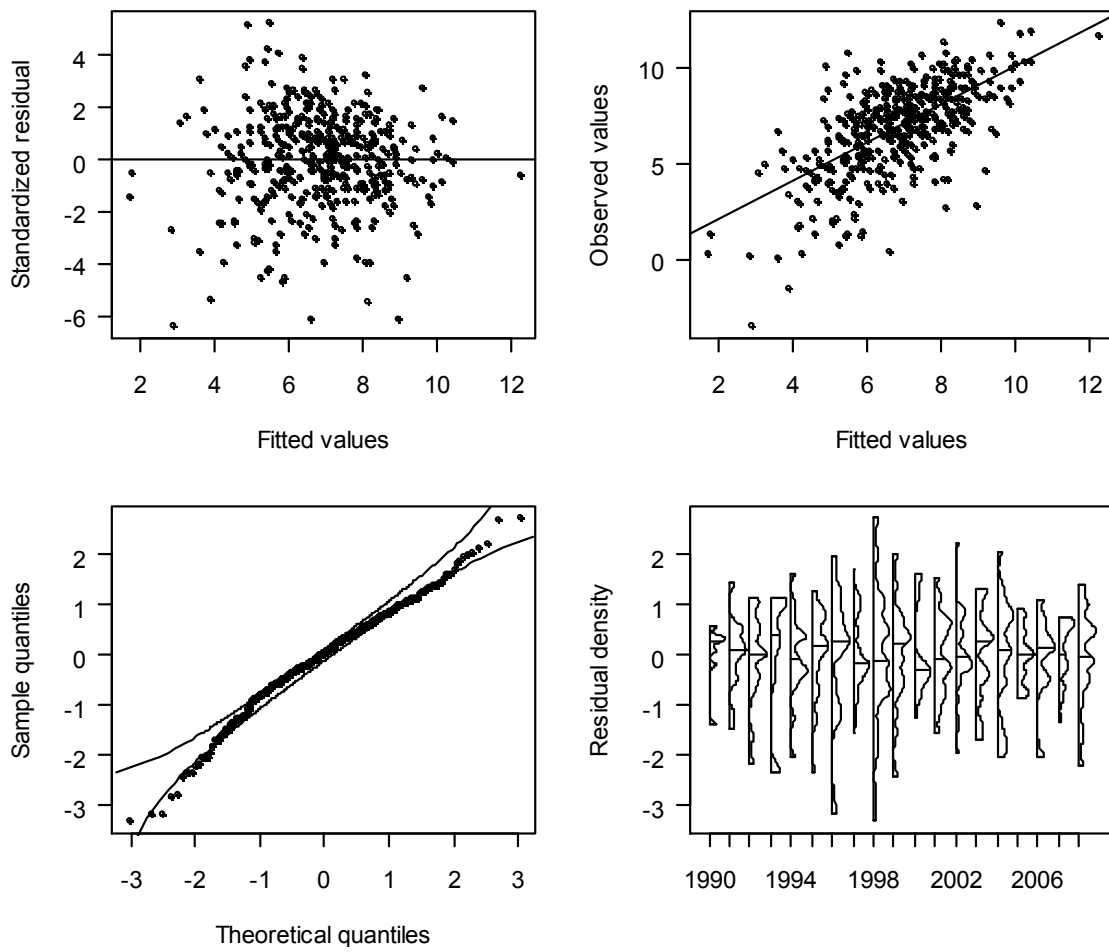 Standardized residual
4
2
0
-2
-4
-6
2 4 6 8 10 12
Fitted values
Observed values
10
5
0
2 4 6 8 10 12
Fitted values
Sample quantiles
2
1
0
-1
-2
-3
-3 -2 -1 0 1 2 3
Theoretical quantiles
Residual density
2
1
0
-1
-2
-3
1990 1994 1998 2002 2006